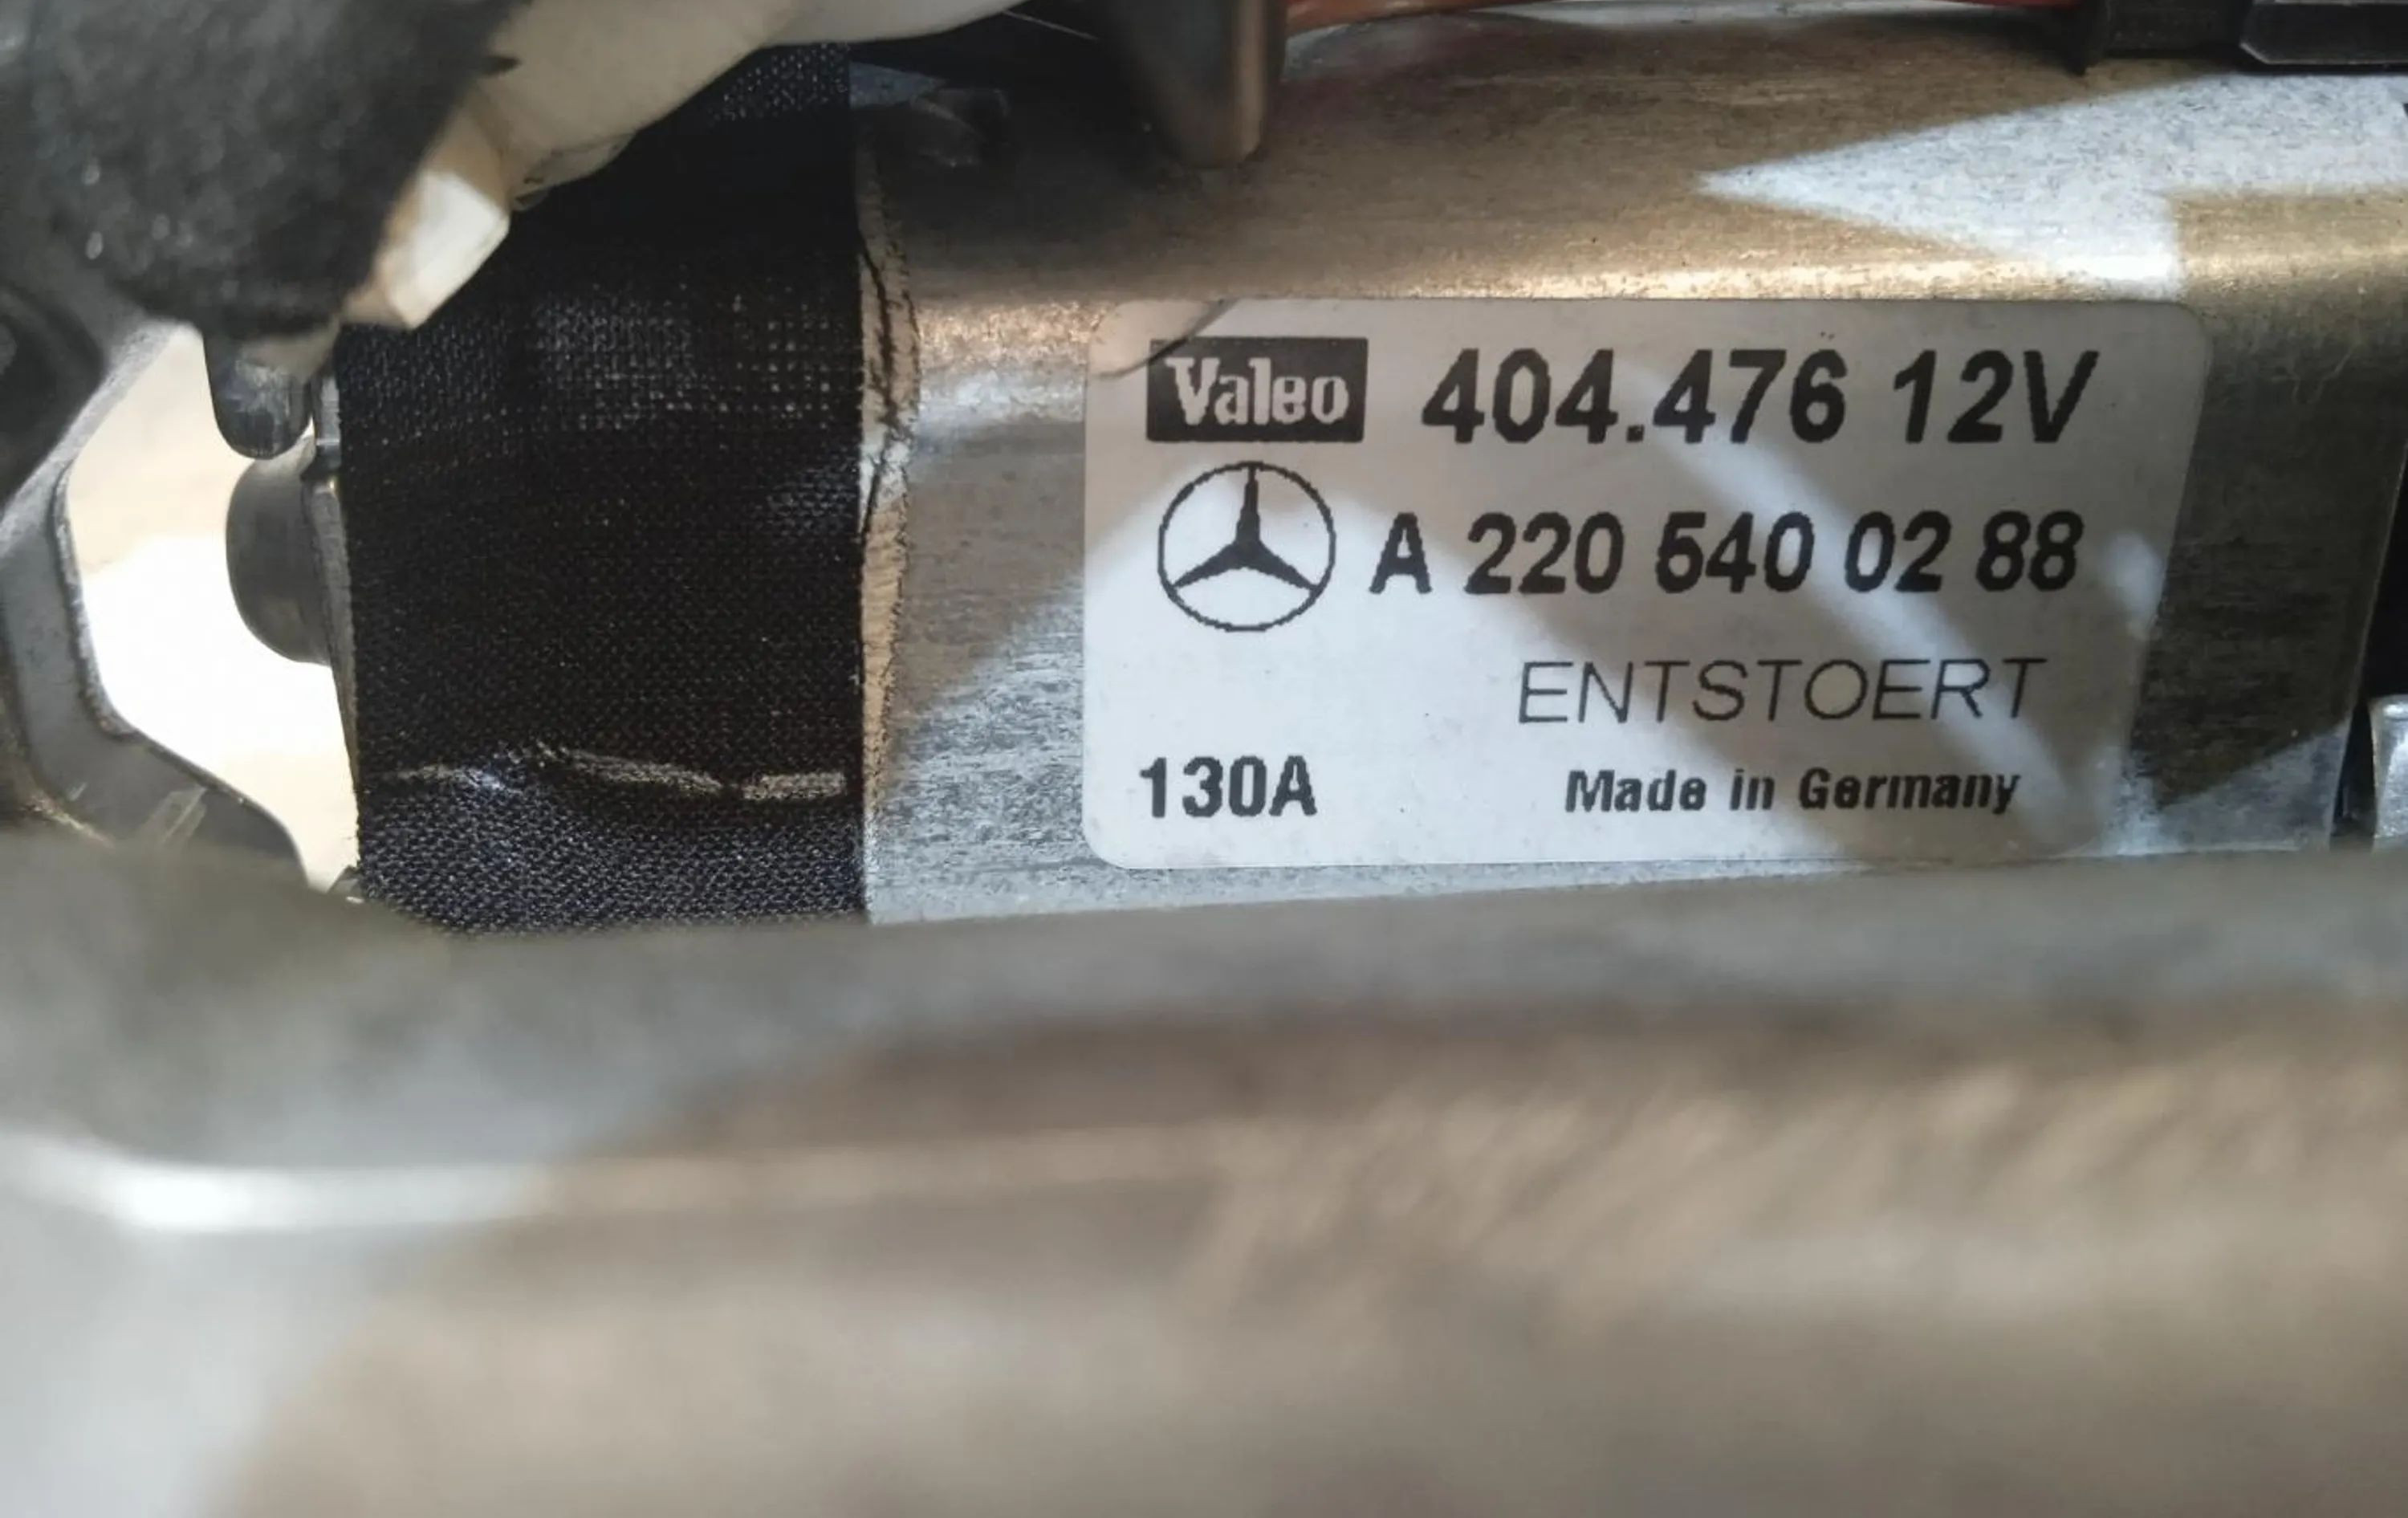 Valeo 404.476 12V
A 220 540 02 88
ENTSTOERT
130A Made in Germany